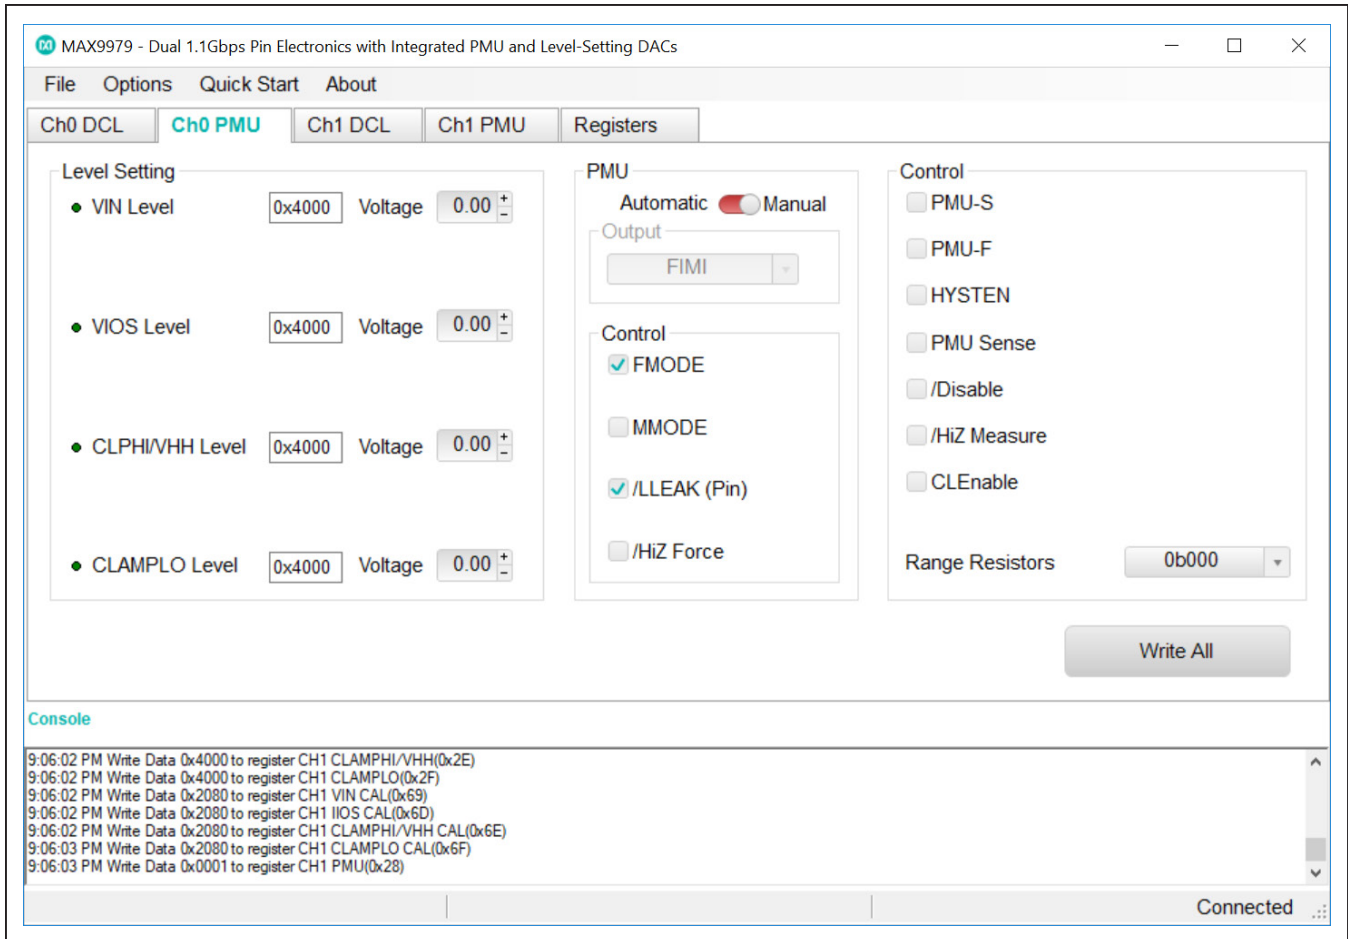 MAX9979 - Dual 1.1Gbps Pin Electronics with Integrated PMU and Level-Setting DACs
File Options Quick Start About
Ch0 DCL Ch0 PMU Ch1 DCL Ch1 PMU Registers
Level Setting
VIN Level 0x4000 Voltage 0.00 + -
VIOS Level 0x4000 Voltage 0.00 + -
CLPHI/VHH Level 0x4000 Voltage 0.00 + -
CLAMPLO Level 0x4000 Voltage 0.00 + -
PMU
Automatic Manual
Output
FIMI
Control
FMODE
MMODE
/LLEAK (Pin)
/HiZ Force
Control
PMU-S
PMU-F
HYSTEN
PMU Sense
/Disable
/HiZ Measure
CLEnable
Range Resistors 0b000
Write All
Console
9:06:02 PM Write Data 0x4000 to register CH1 CLAMPHI/VHH(0x2E)
9:06:02 PM Write Data 0x4000 to register CH1 CLAMPLO(0x2F)
9:06:02 PM Write Data 0x2080 to register CH1 VIN CAL(0x69)
9:06:02 PM Write Data 0x2080 to register CH1 IIOS CAL(0x6D)
9:06:02 PM Write Data 0x2080 to register CH1 CLAMPHI/VHH CAL(0x6E)
9:06:03 PM Write Data 0x2080 to register CH1 CLAMPLO CAL(0x6F)
9:06:03 PM Write Data 0x0001 to register CH1 PMU(0x28)
Connected